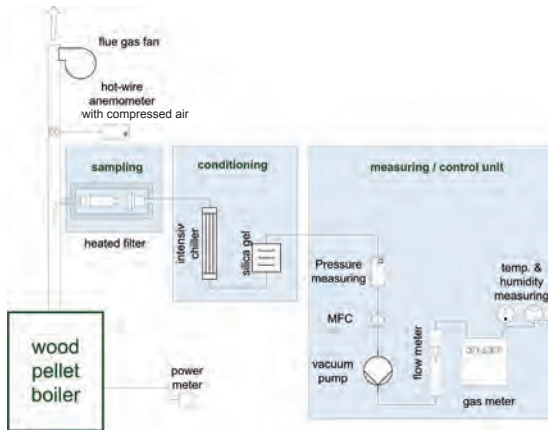 flue gas fan
hot-wire
anemometer
with compressed air
sampling
conditioning
measuring / control unit
heated filter
intensiv
chiller
silica gel
Pressure
measuring
MFC
vacuum
pump
flow meter
gas meter
temp. &
humidity
measuring
wood
pellet
boiler
power
meter